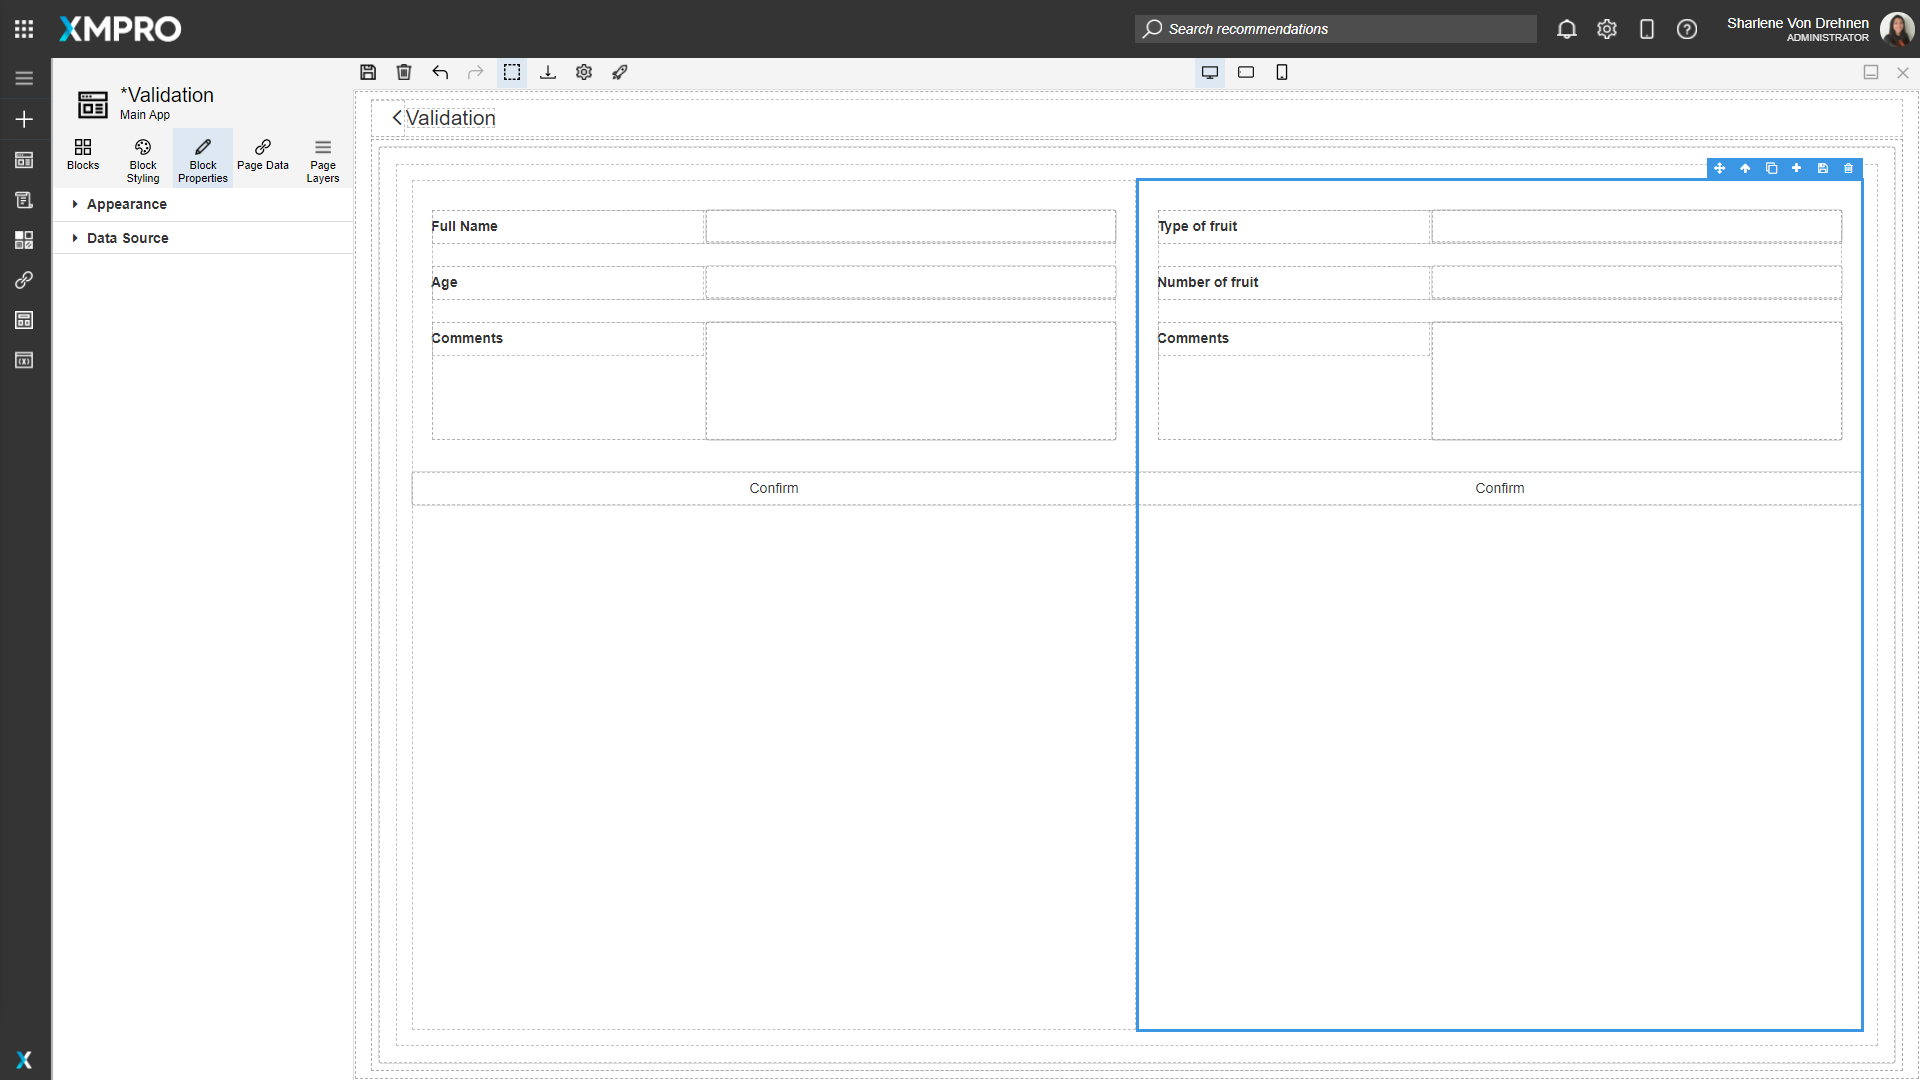 XMPRO
Search recommendations
Sharlene Von Drehnen
ADMINISTRATOR
*Validation
Main App
Blocks
Block Styling
Block Properties
Page Data
Page Layers
Appearance
Data Source
Validation
Full Name
Type of fruit
Age
Number of fruit
Comments
Comments
Confirm
Confirm